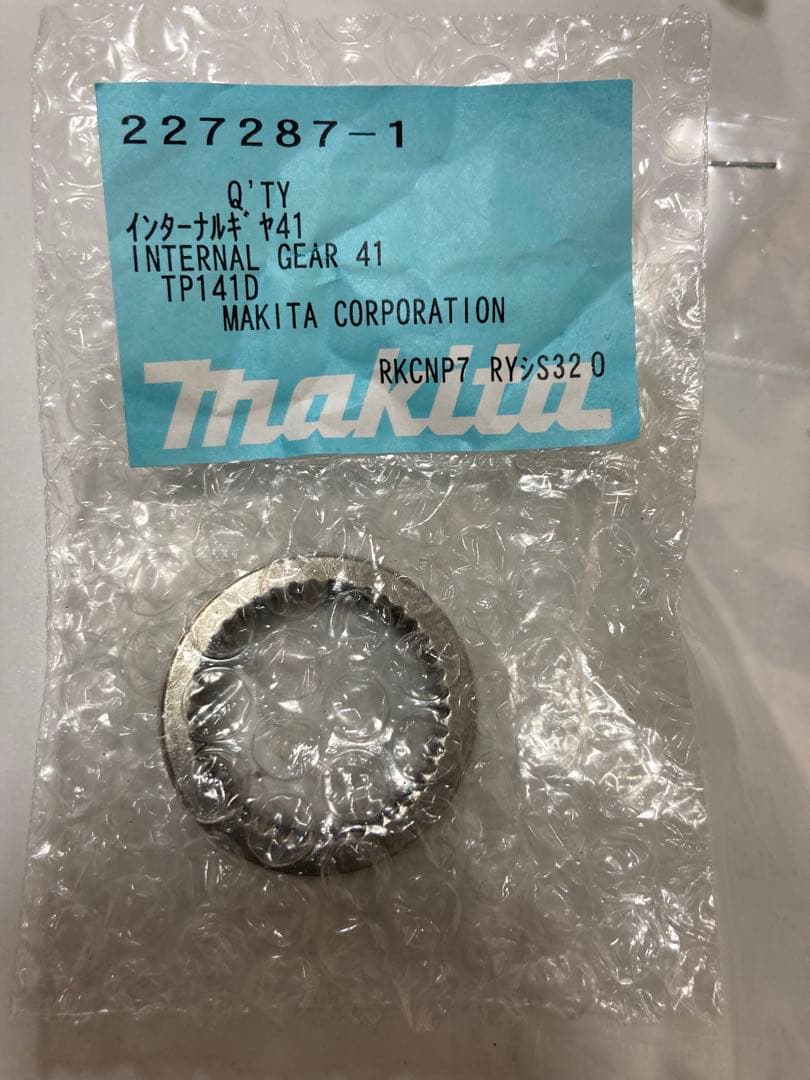 227287-1
Q'TY
インターナルギヤ41
INTERNAL GEAR 41
TP141D
MAKITA CORPORATION
RKCNP7 RYシS320
makita